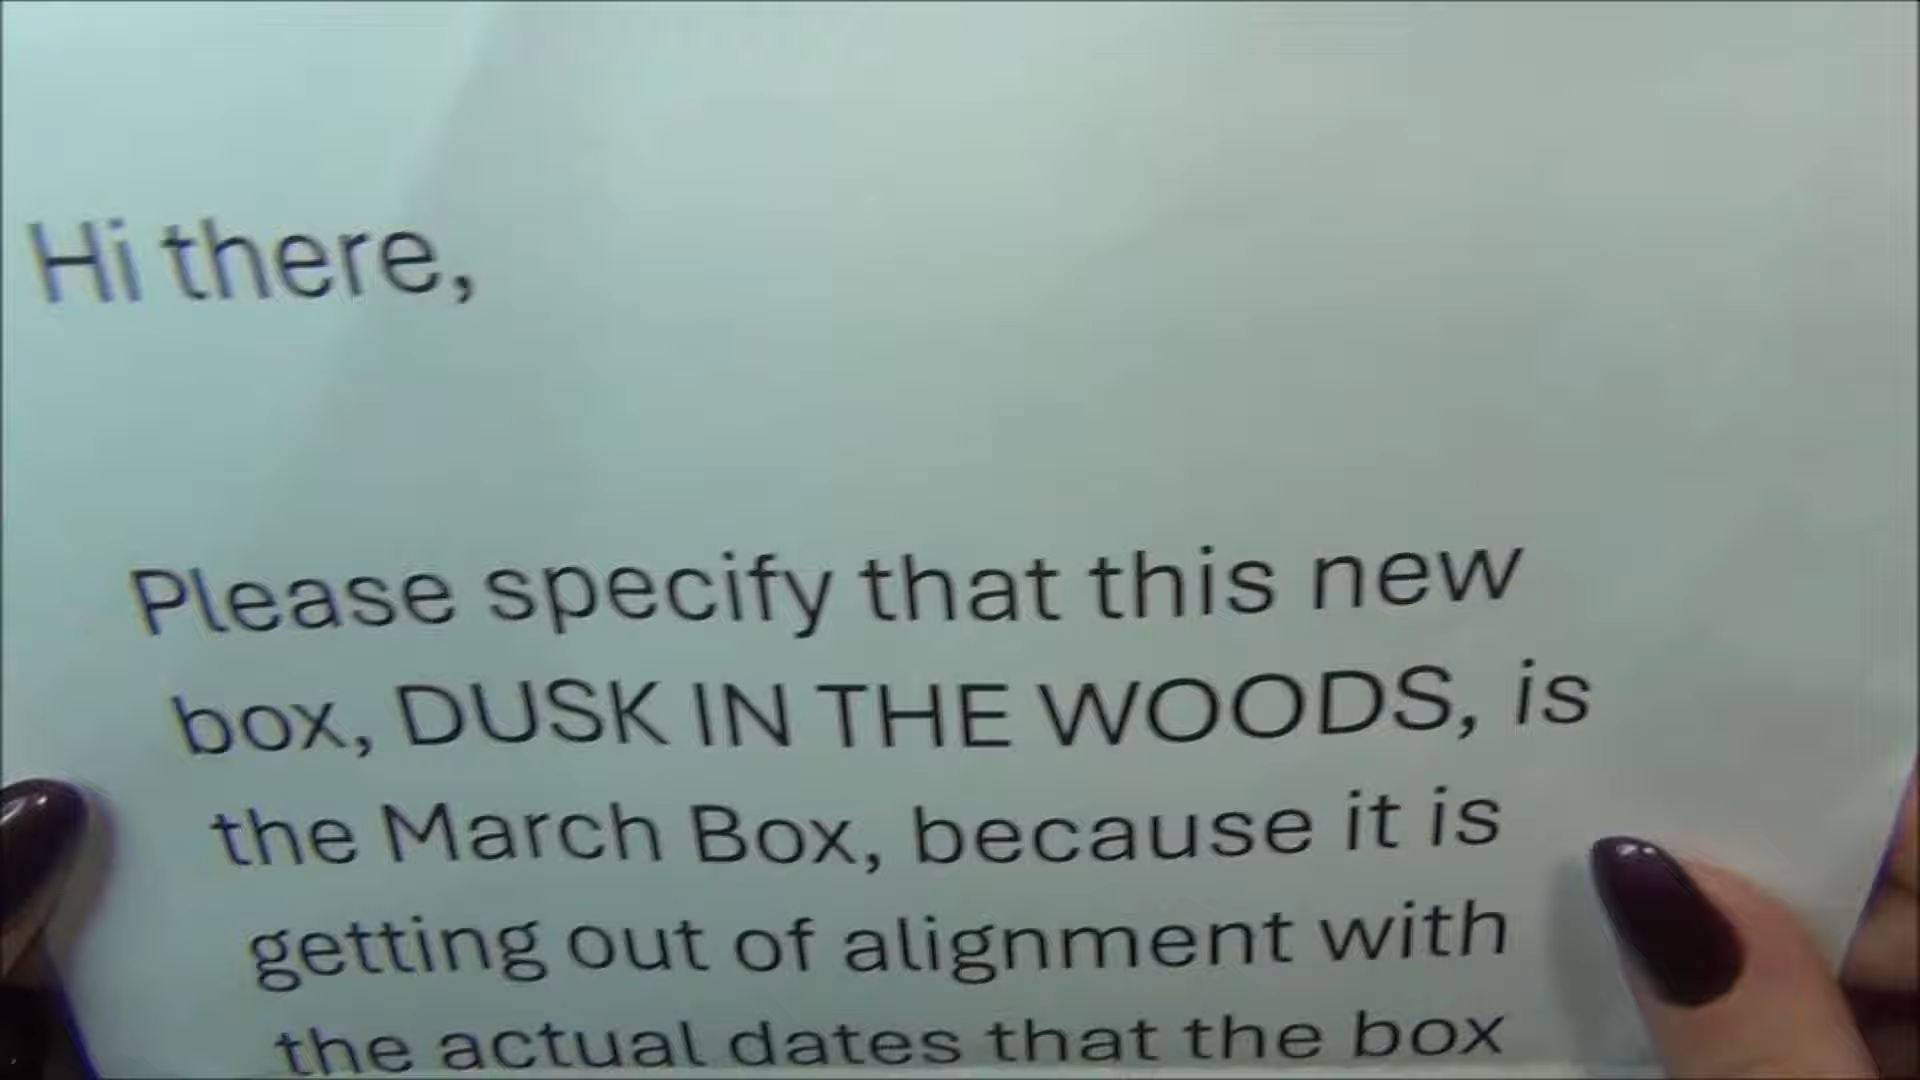 Hi there,
Please specify that this new
box, DUSK IN THE WOODS, is
the March Box, because it is
getting out of alignment with
the actual dates that the box